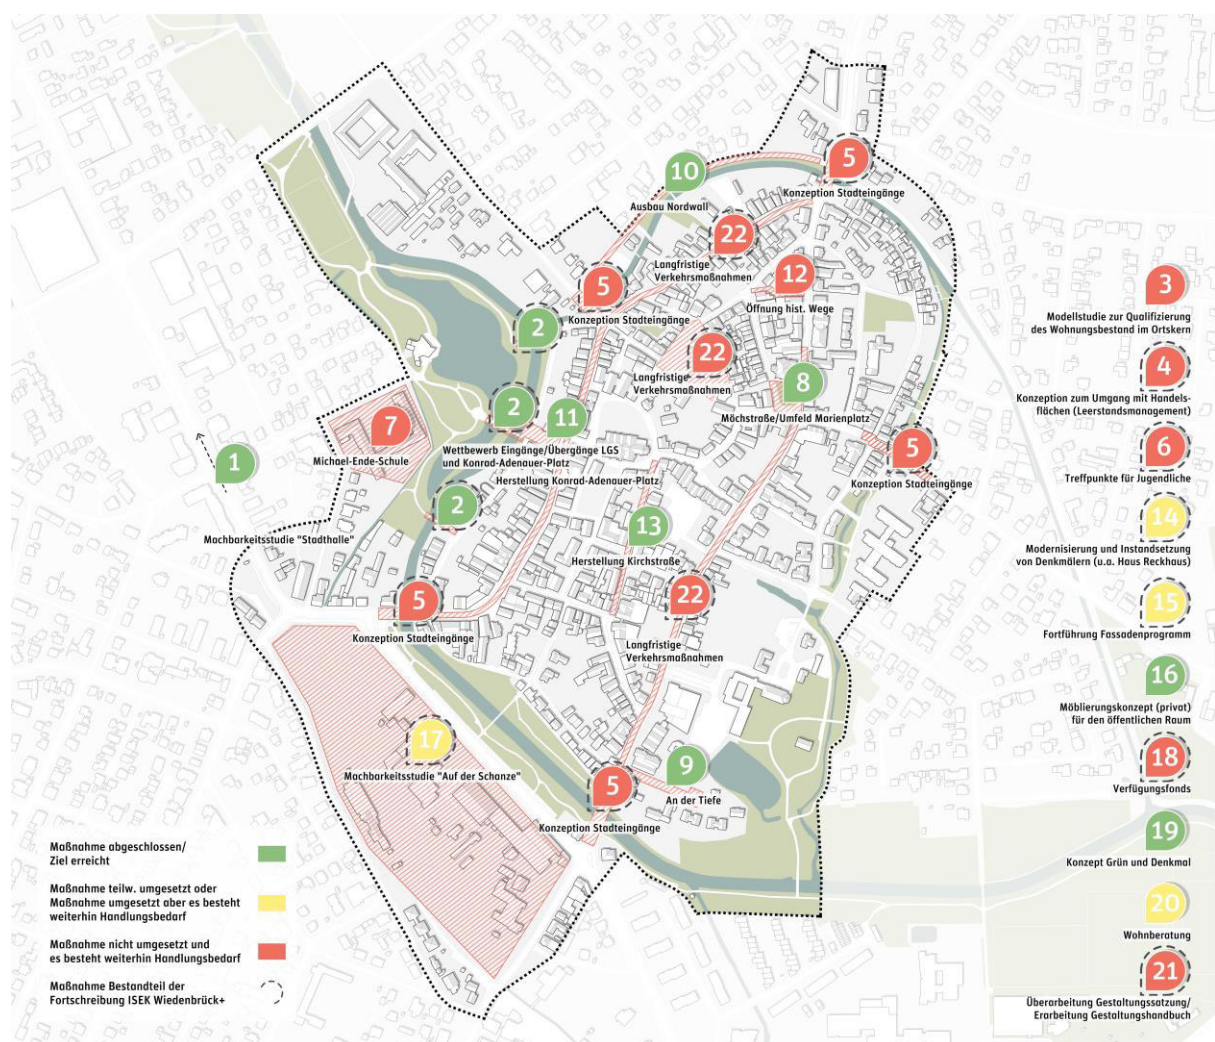 10
Ausbau Nordwall
5
Konzeption Stadteingänge
22
Langfristige
Verkehrsmaßnahmen
12
Öffnung hist. Wege
5
Konzeption Stadteingänge
2
22
Langfristige
Verkehrsmaßnahmen
8
Möchstraße/Umfeld Marienplatz
2
11
Wettbewerb Eingänge/Übergänge LGS
und Konrad-Adenauer-Platz
Herstellung Konrad-Adenauer-Platz
7
Michael-Ende-Schule
1
5
Konzeption Stadteingänge
2
Machbarkeitsstudie "Stadthalle"
13
Herstellung Kirchstraße
5
Konzeption Stadteingänge
22
Langfristige
Verkehrsmaßnahmen
17
Machbarkeitsstudie "Auf der Schanze"
9
An der Tiefe
5
Konzeption Stadteingänge
3
Modellstudie zur Qualifizierung
des Wohnungsbestand im Ortskern
4
Konzeption zum Umgang mit Handels-
flächen (Leerstandsmanagement)
6
Treffpunkte für Jugendliche
14
Modernisierung und Instandsetzung
von Denkmälern (u.a. Haus Reckhaus)
15
Fortführung Fassadenprogramm
16
Möblierungskonzept (privat)
für den öffentlichen Raum
18
Verfügungsfonds
19
Konzept Grün und Denkmal
20
Wohnberatung
21
Überarbeitung Gestaltungssatzung/
Erarbeitung Gestaltungshandbuch
Maßnahme abgeschlossen/
Ziel erreicht
Maßnahme teilw. umgesetzt oder
Maßnahme umgesetzt aber es besteht
weiterhin Handlungsbedarf
Maßnahme nicht umgesetzt und
es besteht weiterhin Handlungsbedarf
Maßnahme Bestandteil der
Fortschreibung ISEK Wiedenbrück+